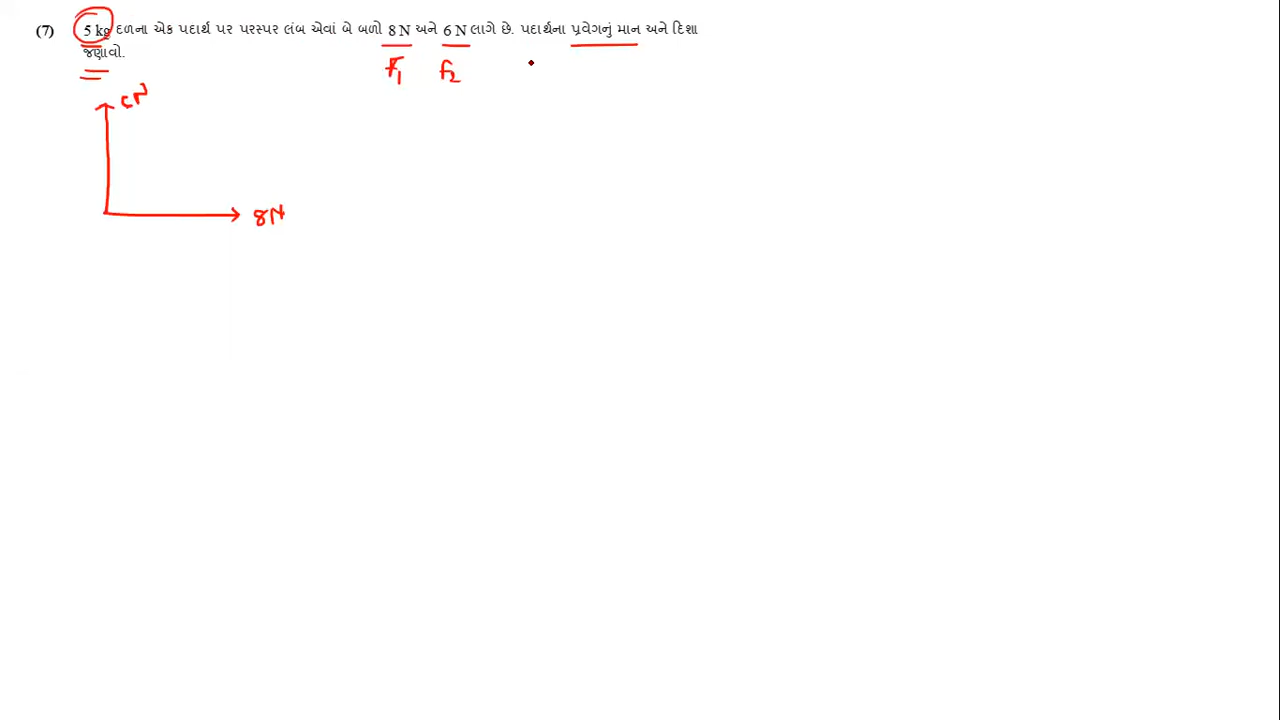 (7) 5 kg દળના એક પદાર્થ પર પરસ્પર લંબ એવાં બે બળો 8 N અને 6 N લાગે છે. પદાર્થના પ્રવેગનું માન અને દિશા
જણાવો.
F₁ F₂
6N
8N